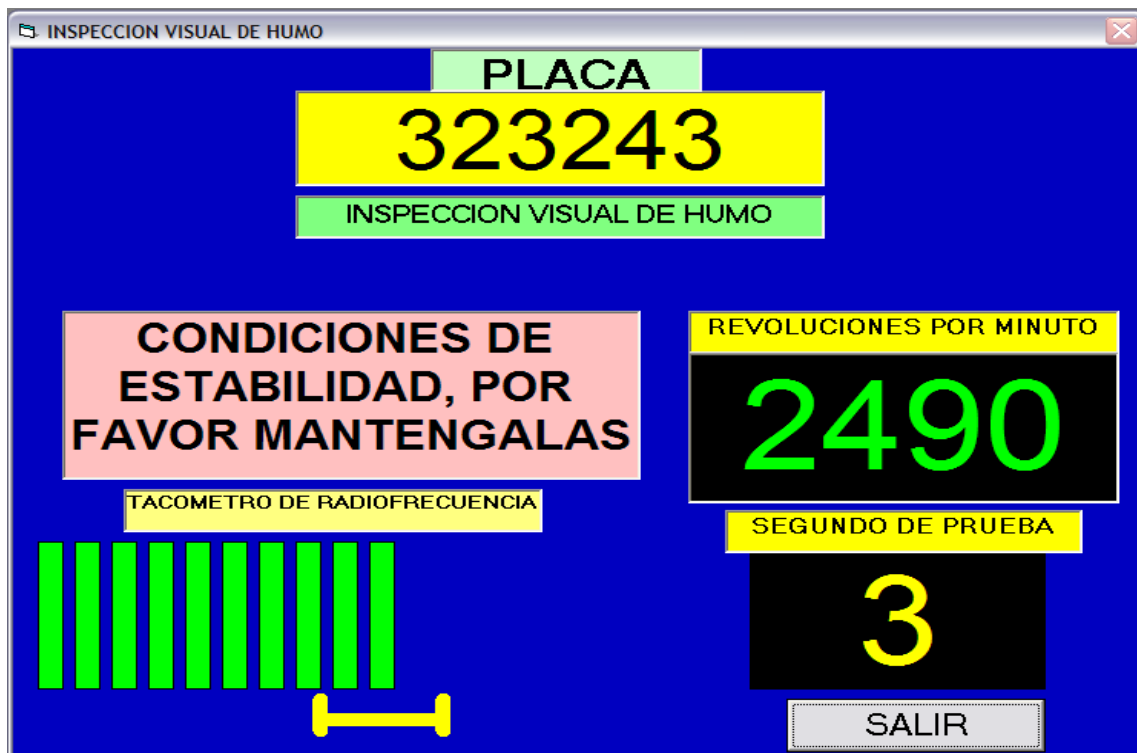 INSPECCION VISUAL DE HUMO
PLACA
323243
INSPECCION VISUAL DE HUMO
CONDICIONES DE
ESTABILIDAD, POR
FAVOR MANTENGALAS
TACOMETRO DE RADIOFRECUENCIA
REVOLUCIONES POR MINUTO
2490
SEGUNDO DE PRUEBA
3
SALIR